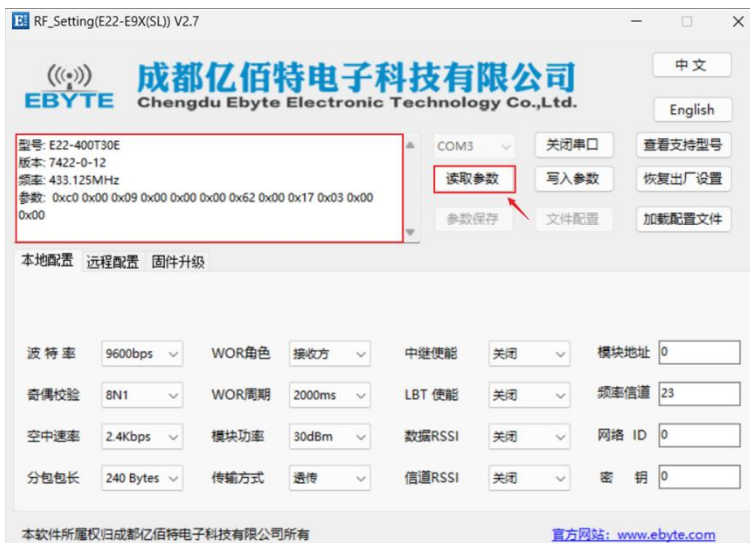 RF_Setting(E22-E9X(SL)) V2.7
EBYTE
成都亿佰特电子科技有限公司
Chengdu Ebyte Electronic Technology Co.,Ltd.
中 文
English
型号: E22-400T30E
版本: 7422-0-12
频率: 433.125MHz
参数: 0xc0 0x00 0x09 0x00 0x00 0x00 0x62 0x00 0x17 0x03 0x00
0x00
COM3 关闭串口 查看支持型号
读取参数 写入参数 恢复出厂设置
参数保存 文件配置 加载配置文件
本地配置 远程配置 固件升级
波 特 率 9600bps WOR角色 接收方 中继使能 关闭 模块地址 0
奇偶校验 8N1 WOR周期 2000ms LBT 使能 关闭 频率信道 23
空中速率 2.4Kbps 模块功率 30dBm 数据RSSI 关闭 网络 ID 0
分包包长 240 Bytes 传输方式 透传 信道RSSI 关闭 密 钥 0
本软件所属权归成都亿佰特电子科技有限公司所有 官方网站: www.ebyte.com